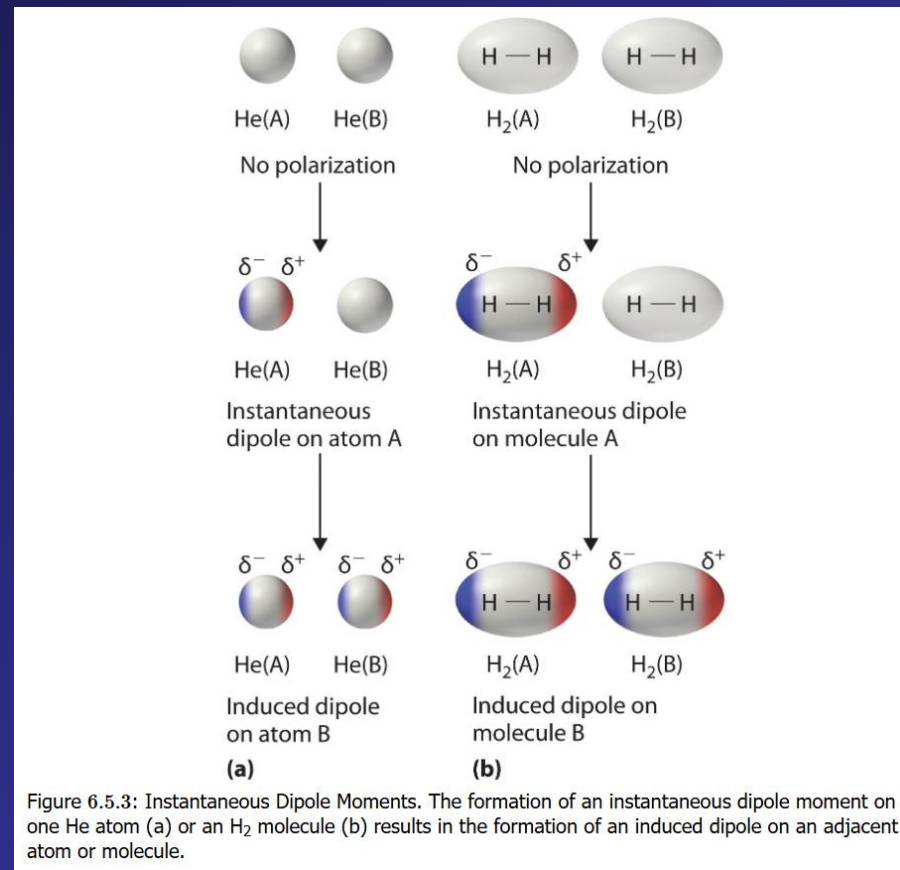 H — H H — H
He(A) He(B) H₂(A) H₂(B)
No polarization No polarization
δ⁻ δ⁺ δ⁻ δ⁺
H — H H — H
He(A) He(B) H₂(A) H₂(B)
Instantaneous Instantaneous dipole
dipole on atom A on molecule A
δ⁻ δ⁺ δ⁻ δ⁺ δ⁻ δ⁺ δ⁻ δ⁺
H — H H — H
He(A) He(B) H₂(A) H₂(B)
Induced dipole Induced dipole on
on atom B molecule B
(a) (b)
Figure 6.5.3: Instantaneous Dipole Moments. The formation of an instantaneous dipole moment on
one He atom (a) or an H₂ molecule (b) results in the formation of an induced dipole on an adjacent
atom or molecule.